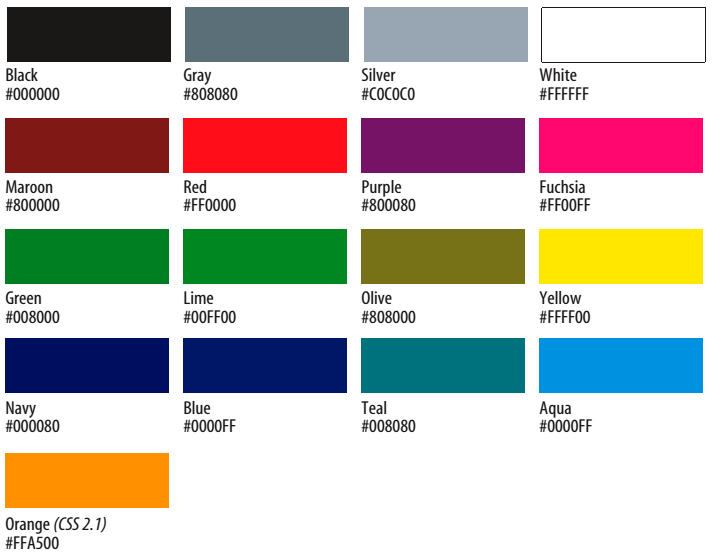 Black
#000000
Gray
#808080
Silver
#C0C0C0
White
#FFFFFF
Maroon
#800000
Red
#FF0000
Purple
#800080
Fuchsia
#FF00FF
Green
#008000
Lime
#00FF00
Olive
#808000
Yellow
#FFFF00
Navy
#000080
Blue
#0000FF
Teal
#008080
Aqua
#0000FF
Orange (CSS 2.1)
#FFA500